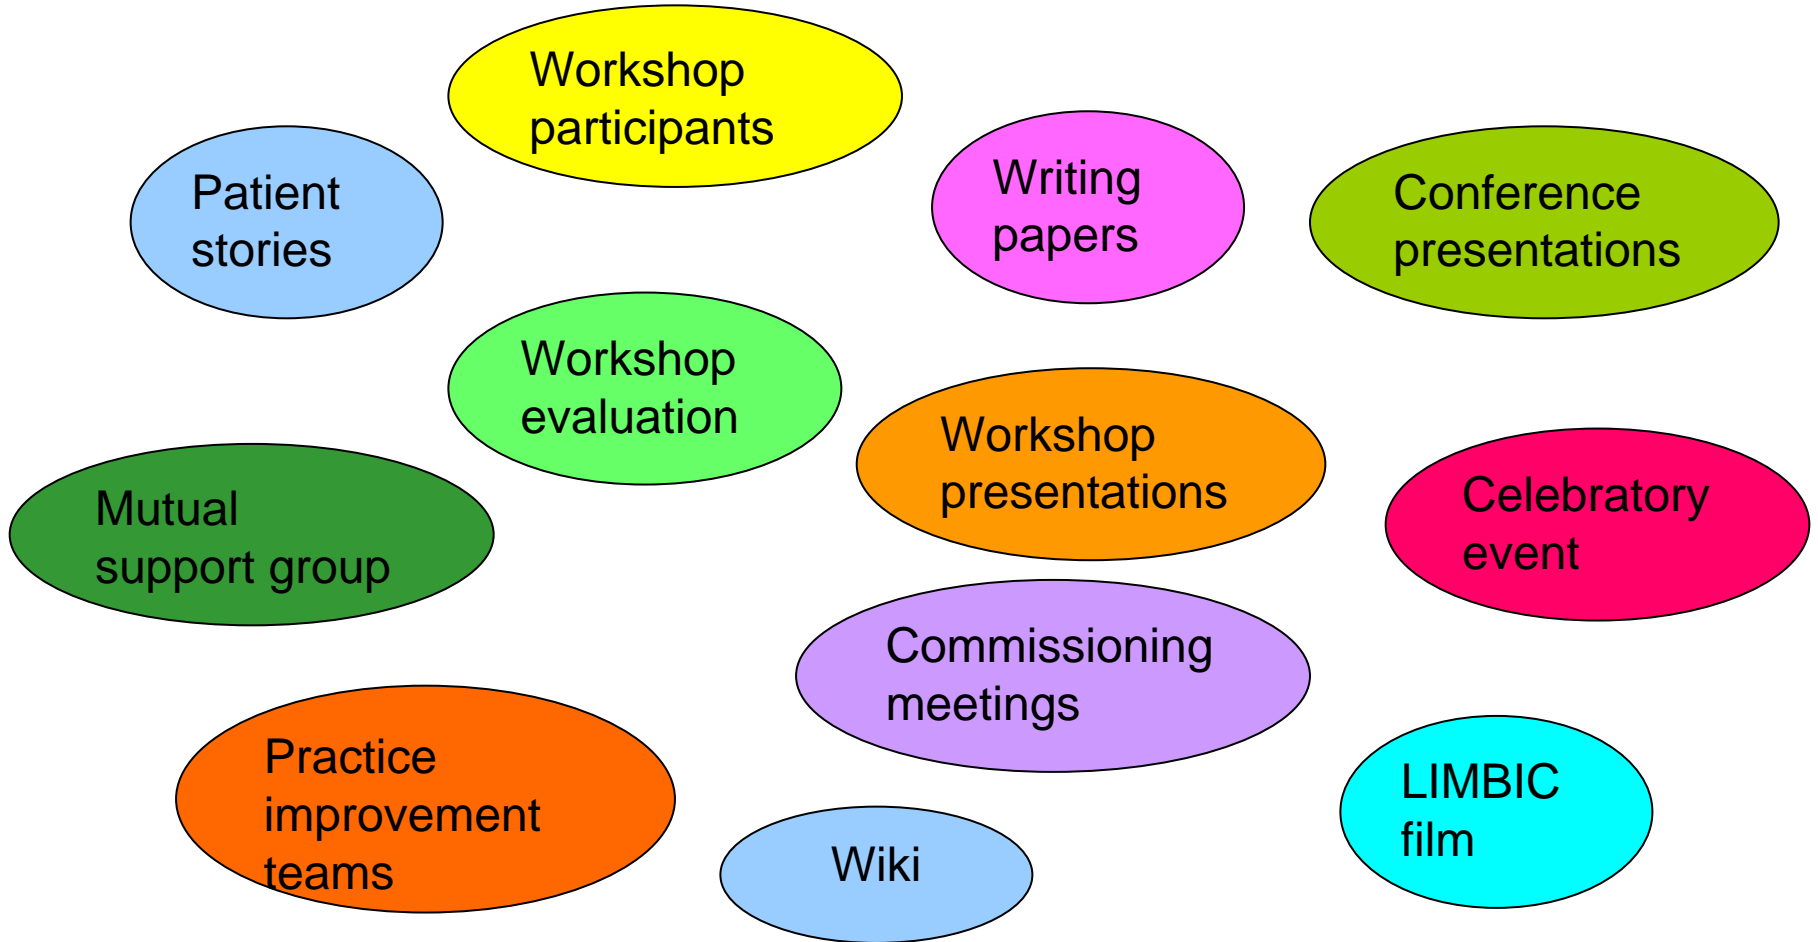 Workshop
participants
Patient
stories
Writing
papers
Conference
presentations
Workshop
evaluation
Workshop
presentations
Mutual
support group
Celebratory
event
Commissioning
meetings
Practice
improvement
teams
LIMBIC
film
Wiki